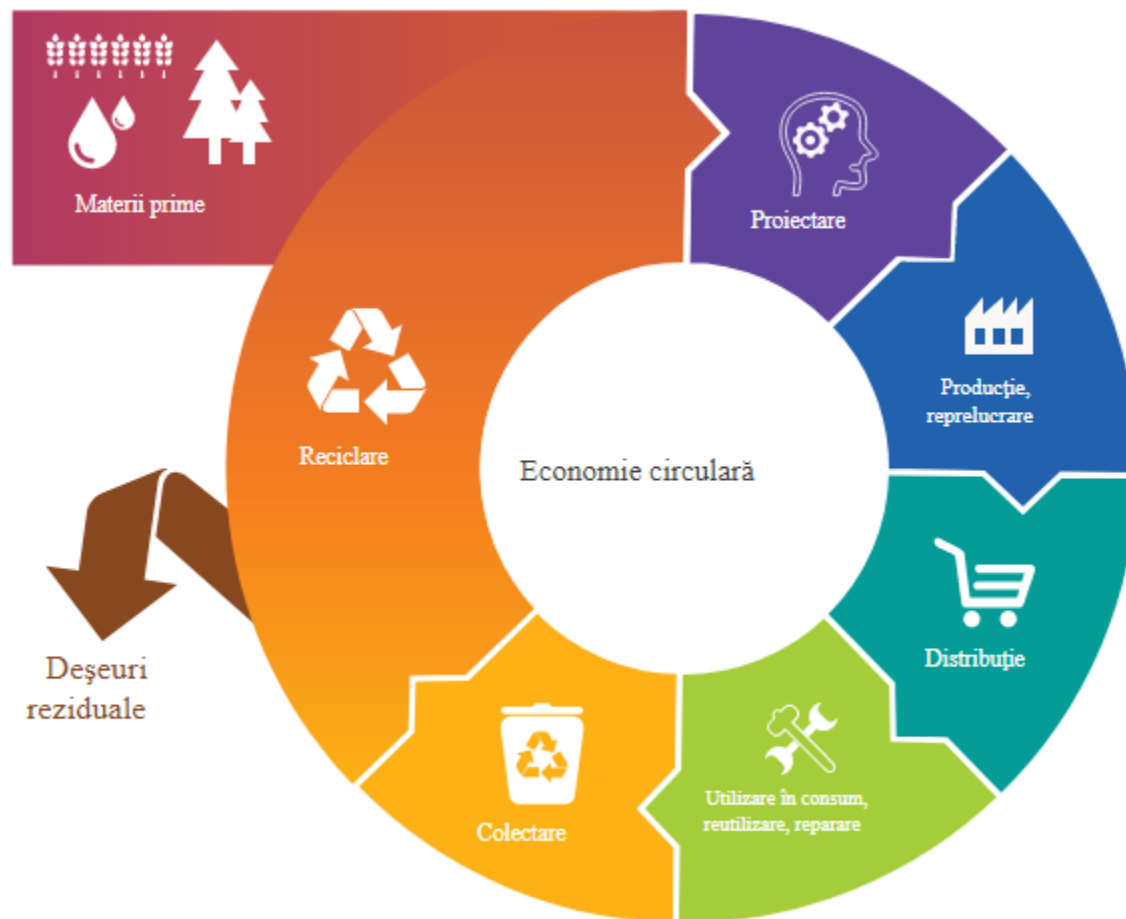 Materii prime
Proiectare
Producţie,
reprelucrare
Distribuţie
Utilizare în consum,
reutilizare, reparare
Colectare
Reciclare
Economie circulară
Deşeuri
reziduale